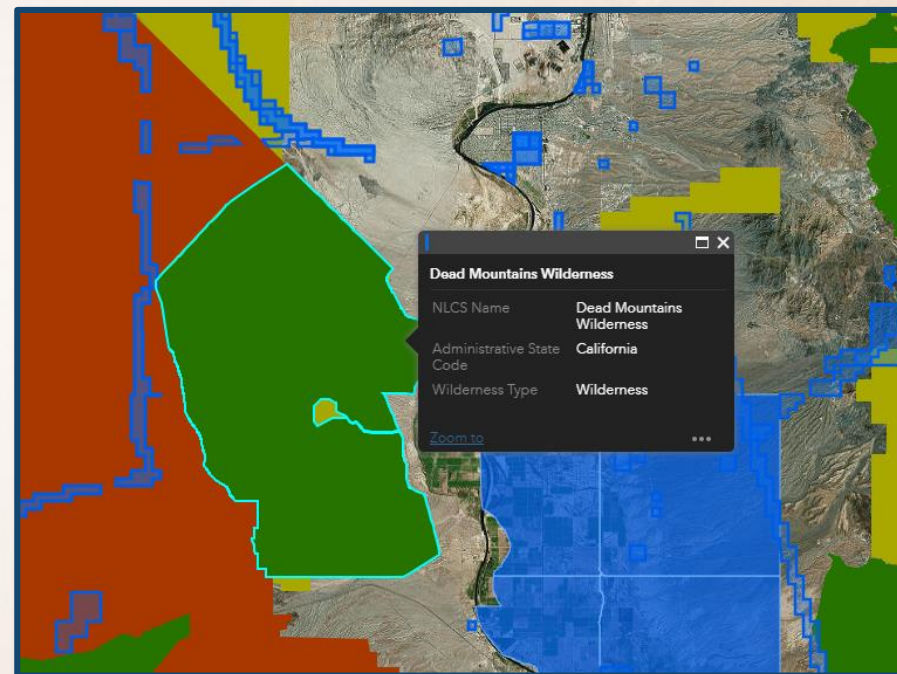 Dead Mountains Wilderness
NLCS Name Dead Mountains
Wilderness
Administrative State California
Code
Wilderness Type Wilderness
Zoom to